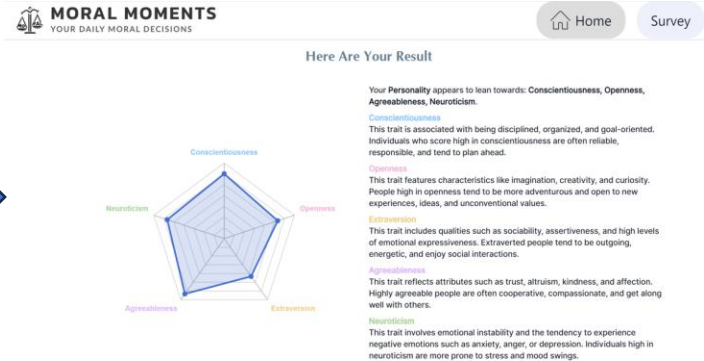 MORAL MOMENTS
YOUR DAILY MORAL DECISIONS
Home
Survey
Here Are Your Result
Conscientiousness
Openness
Extraversion
Agreeableness
Neuroticism
Your Personality appears to lean towards: Conscientiousness, Openness,
Agreeableness, Neuroticism.
Conscientiousness
This trait is associated with being disciplined, organized, and goal-oriented.
Individuals who score high in conscientiousness are often reliable,
responsible, and tend to plan ahead.
Openness
This trait features characteristics like imagination, creativity, and curiosity.
People high in openness tend to be more adventurous and open to new
experiences, ideas, and unconventional values.
Extraversion
This trait includes qualities such as sociability, assertiveness, and high levels
of emotional expressiveness. Extraverted people tend to be outgoing,
energetic, and enjoy social interactions.
Agreeableness
This trait reflects attributes such as trust, altruism, kindness, and affection.
Highly agreeable people are often cooperative, compassionate, and get along
well with others.
Neuroticism
This trait involves emotional instability and the tendency to experience
negative emotions such as anxiety, anger, or depression. Individuals high in
neuroticism are more prone to stress and mood swings.